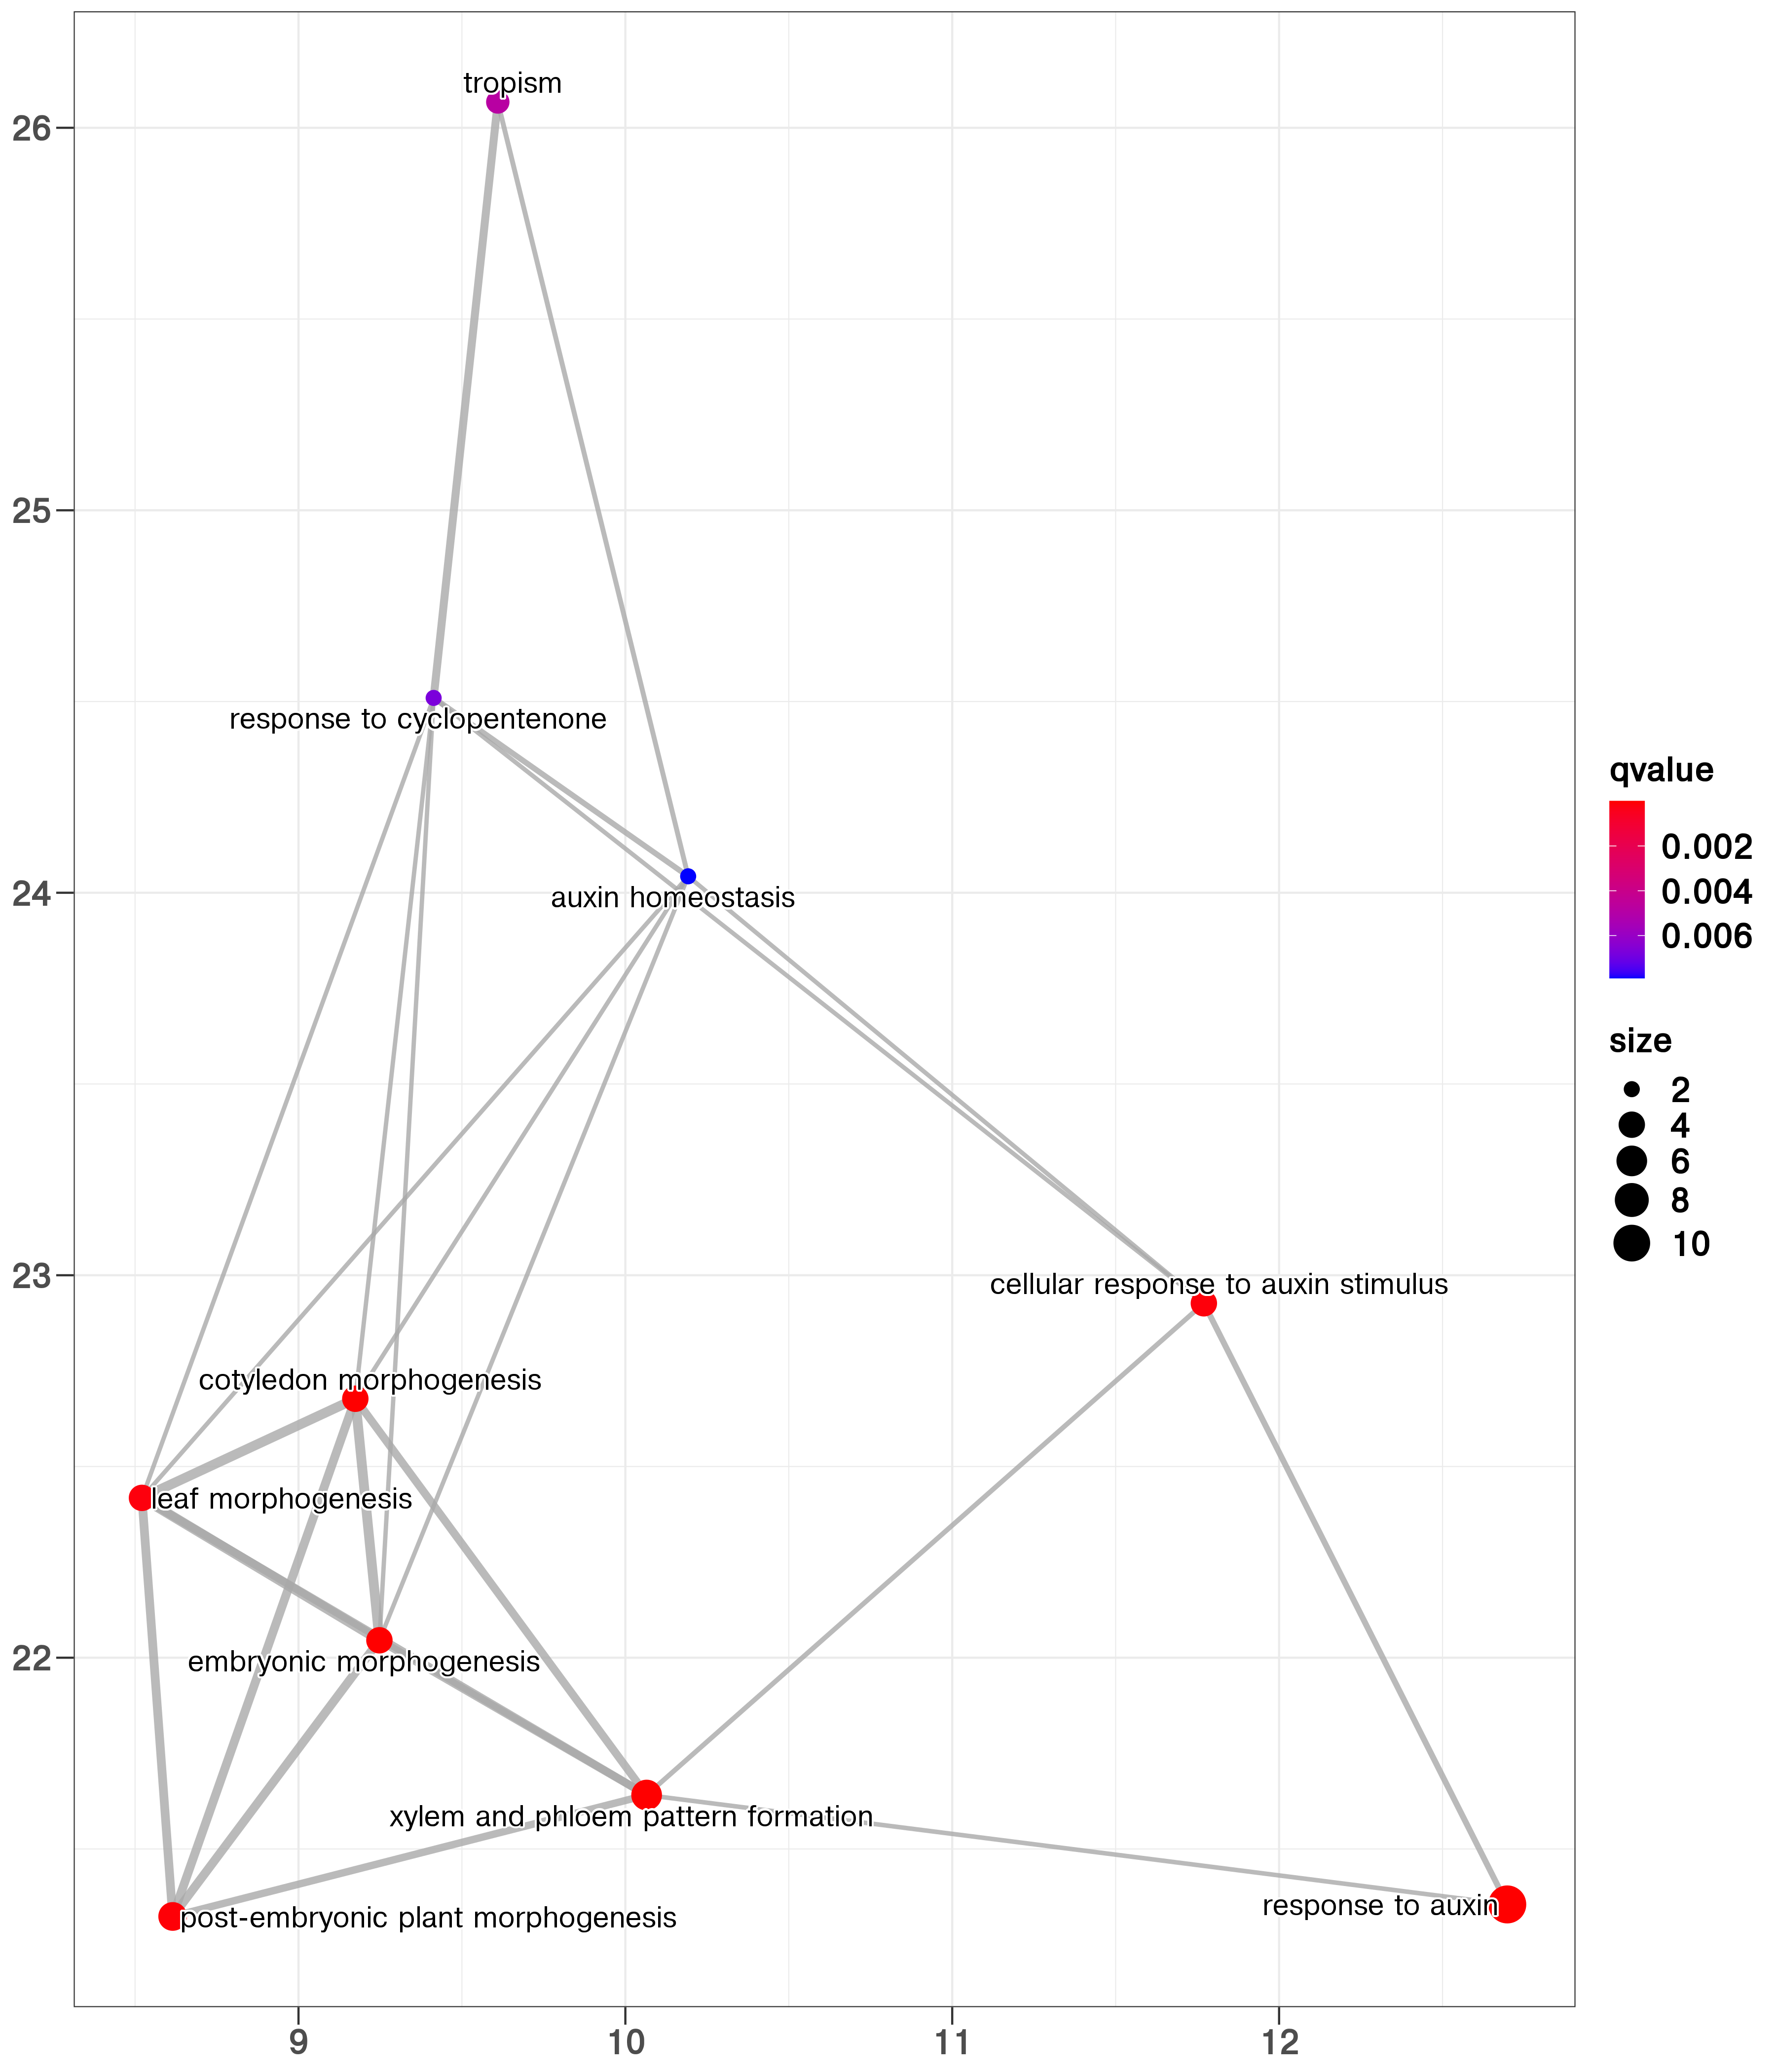 tropism
26
25
response to cyclopentenone
24
auxin homeostasis
23
cellular response to auxin stimulus
cotyledon morphogenesis
leaf morphogenesis
22
embryonic morphogenesis
xylem and phloem pattern formation
response to auxin
post-embryonic plant morphogenesis
9 10 11 12
qvalue
0.002
0.004
0.006
size
2
4
6
8
10